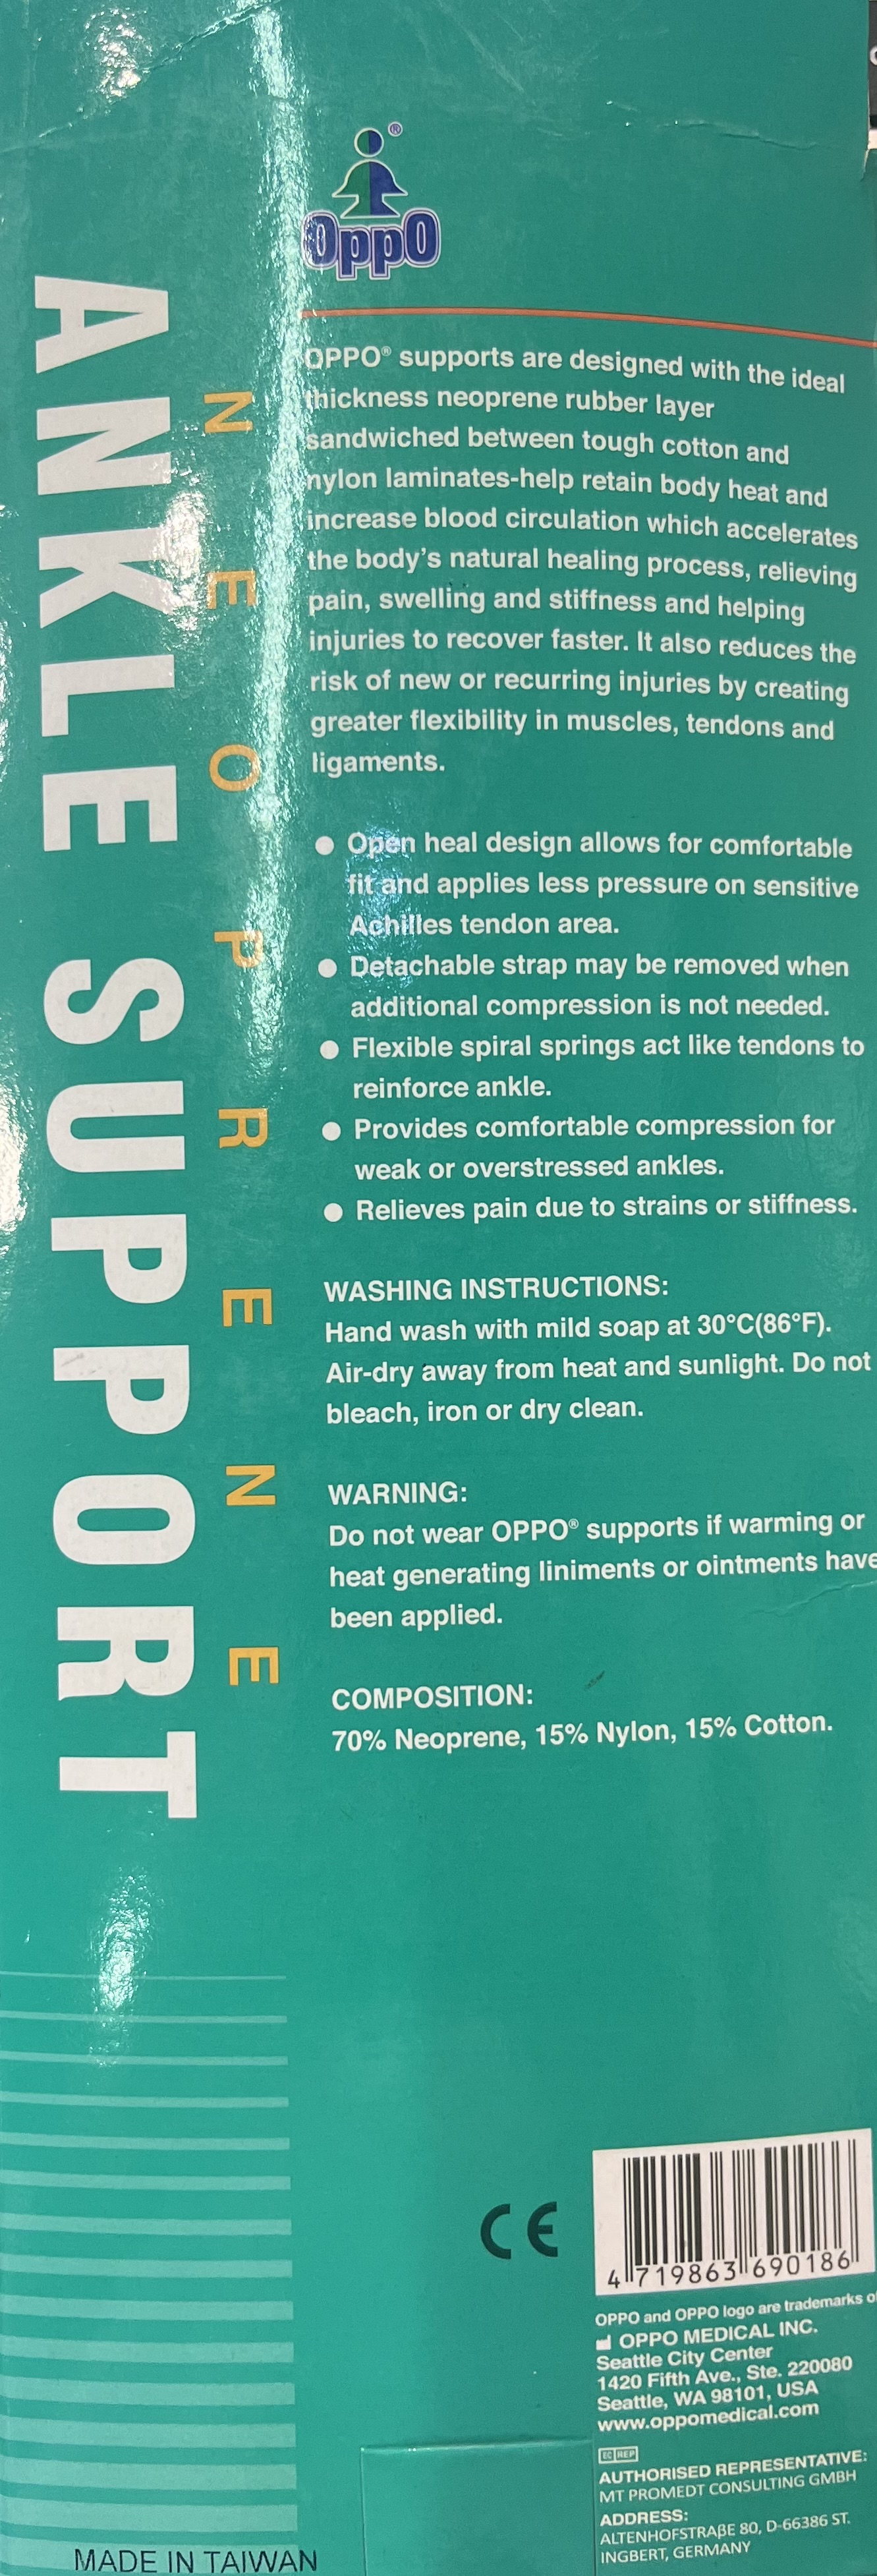 OppO®
ANKLE SUPPORT
NEOPRENE
OPPO® supports are designed with the ideal
thickness neoprene rubber layer
sandwiched between tough cotton and
nylon laminates-help retain body heat and
increase blood circulation which accelerates
the body's natural healing process, relieving
pain, swelling and stiffness and helping
injuries to recover faster. It also reduces the
risk of new or recurring injuries by creating
greater flexibility in muscles, tendons and
ligaments.
● Open heal design allows for comfortable
fit and applies less pressure on sensitive
Achilles tendon area.
● Detachable strap may be removed when
additional compression is not needed.
● Flexible spiral springs act like tendons to
reinforce ankle.
● Provides comfortable compression for
weak or overstressed ankles.
● Relieves pain due to strains or stiffness.
WASHING INSTRUCTIONS:
Hand wash with mild soap at 30°C(86°F).
Air-dry away from heat and sunlight. Do not
bleach, iron or dry clean.
WARNING:
Do not wear OPPO® supports if warming or
heat generating liniments or ointments have
been applied.
COMPOSITION:
70% Neoprene, 15% Nylon, 15% Cotton.
CE
4 719863 690186
OPPO and OPPO logo are trademarks of
OPPO MEDICAL INC.
Seattle City Center
1420 Fifth Ave., Ste. 220080
Seattle, WA 98101, USA
www.oppomedical.com
EC REP
AUTHORISED REPRESENTATIVE:
MT PROMEDT CONSULTING GMBH
ADDRESS:
ALTENHOFSTRAβE 80, D-66386 ST.
INGBERT, GERMANY
MADE IN TAIWAN